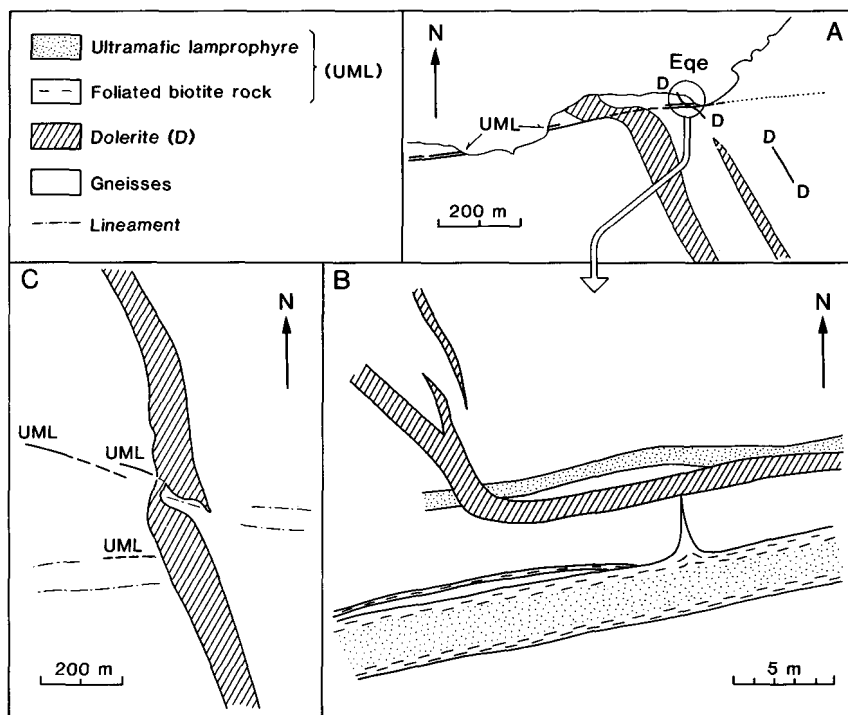 Ultramafic lamprophyre
(UML)
Foliated biotite rock
Dolerite (D)
Gneisses
Lineament
A
N
Eqe
D
D
UML
D
D
200 m
C
N
UML
UML
UML
200 m
B
N
5 m